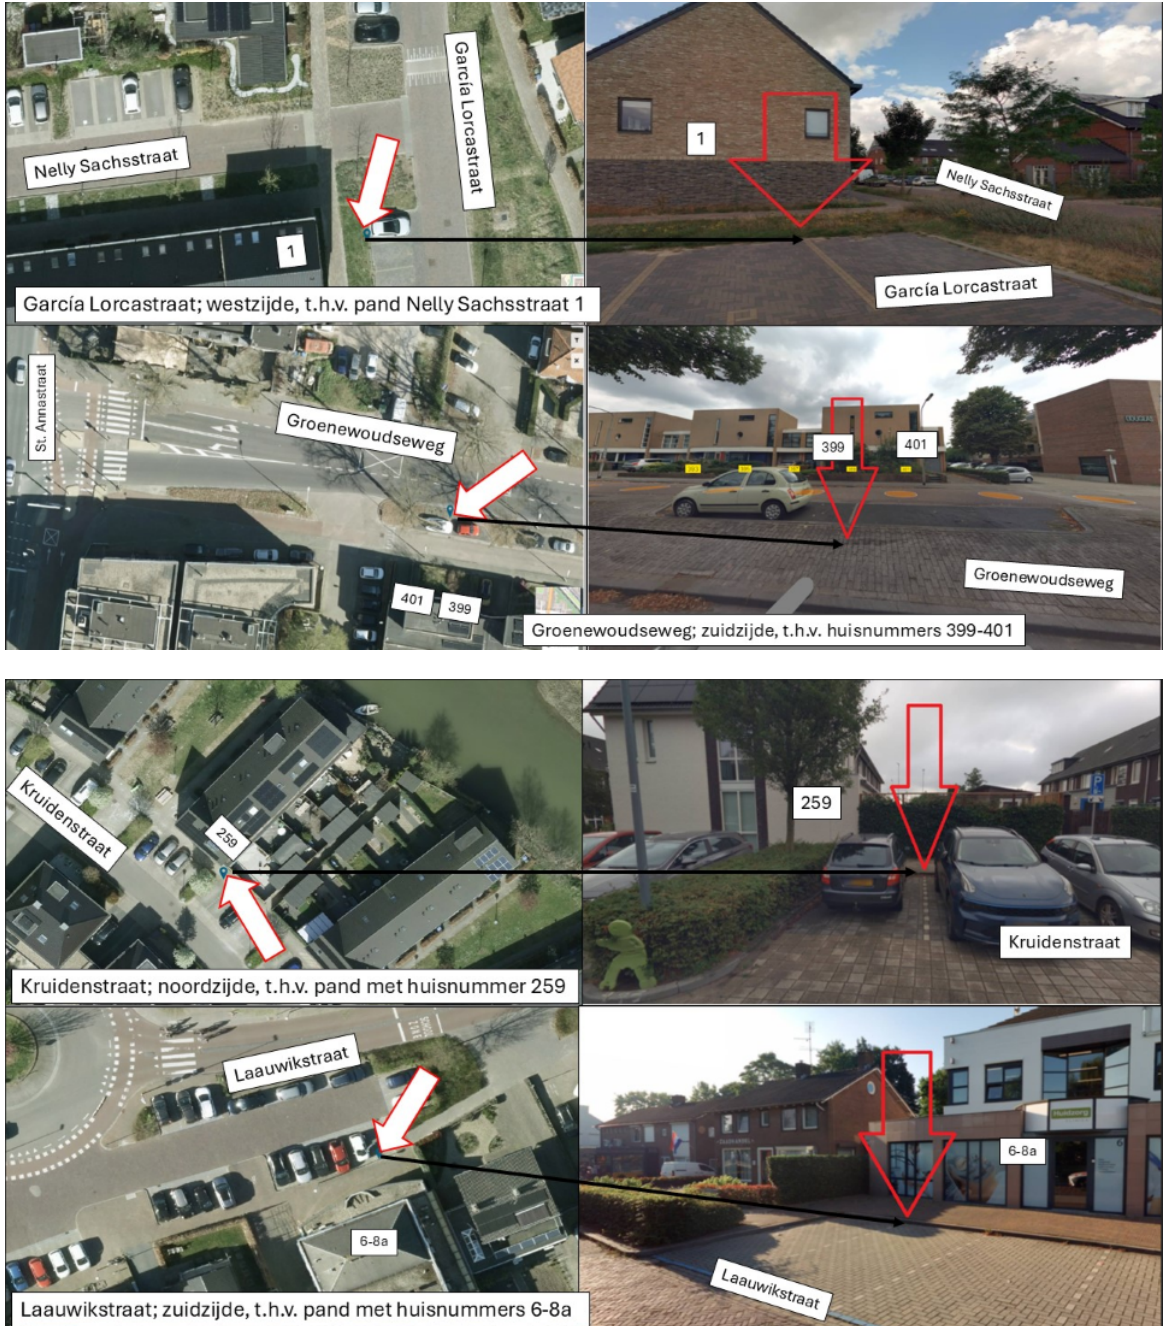 Nelly Sachsstraat
García Lorcastraat
1
García Lorcastraat; westzijde, t.h.v. pand Nelly Sachsstraat 1
1
Nelly Sachsstraat
García Lorcastraat
St. Annastraat
Groenewoudseweg
401
399
399
401
Groenewoudseweg
Groenewoudseweg; zuidzijde, t.h.v. huisnummers 399-401
Kruidenstraat
259
Kruidenstraat; noordzijde, t.h.v. pand met huisnummer 259
259
P
Kruidenstraat
Laauwikstraat
6-8a
Laauwikstraat; zuidzijde, t.h.v. pand met huisnummers 6-8a
Huidzorg
6-8a
Laauwikstraat